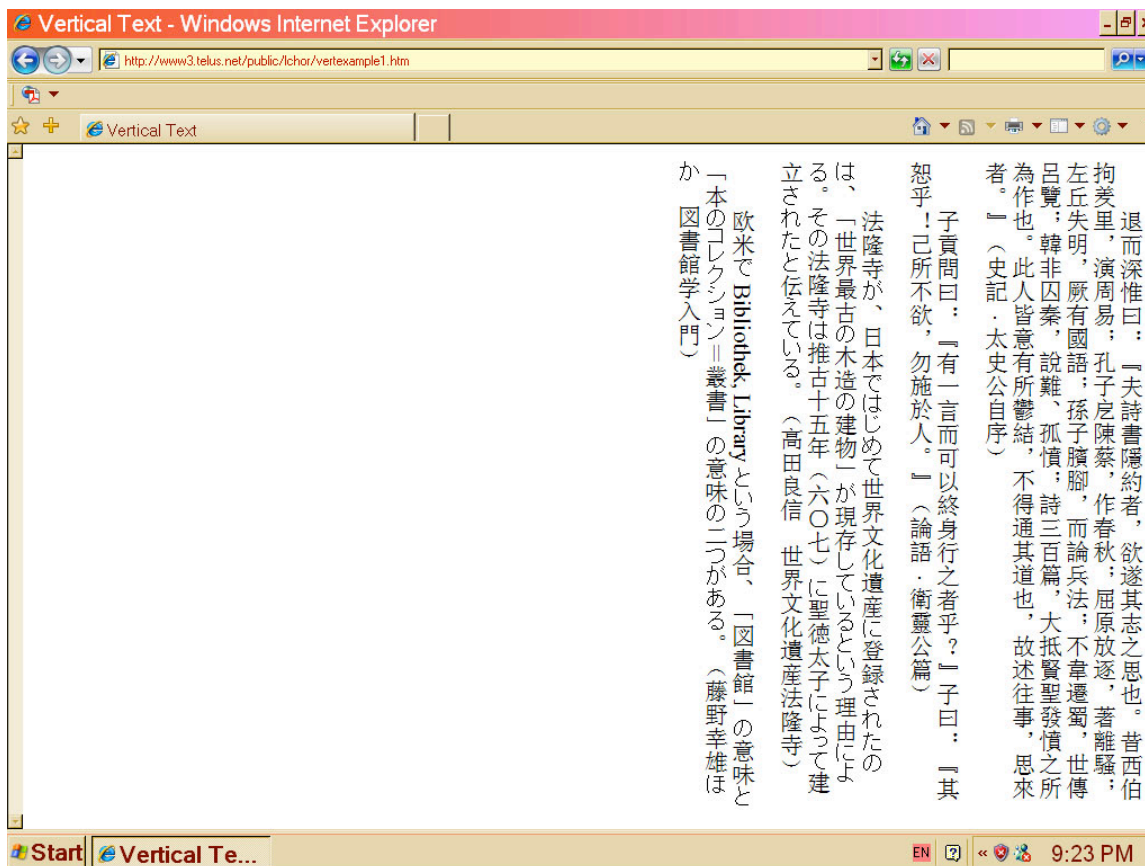 Vertical Text - Windows Internet Explorer
http://www3.telus.net/public/lchor/vertexample1.htm
Vertical Text
退而深惟曰：『夫詩書隱約者，欲遂其志之思也。昔西伯
拘羑里，演周易；孔子戹陳蔡，作春秋；屈原放逐，著離騷；
左丘失明，厥有國語；孫子臏腳，而論兵法；不韋遷蜀，世傳
呂覽；韓非囚秦，說難、孤憤；詩三百篇，大抵賢聖發憤之所
為作也。此人皆意有所鬱結，不得通其道也，故述往事，思來
者。』（史記．太史公自序）
子貢問曰：『有一言而可以終身行之者乎？』子曰：『其
恕乎！己所不欲，勿施於人。』（論語．衛靈公篇）
法隆寺が、日本ではじめて世界文化遺産に登録されたの
は、「世界最古の木造の建物」が現存しているという理由によ
る。その法隆寺は推古十五年（六〇七）に聖徳太子によって建
立されたと伝えている。（高田良信　世界文化遺産法隆寺）
欧米で Bibliothek, Library という場合、「図書館」の意味と
「本のコレクション＝叢書」の意味の二つがある。（藤野幸雄ほ
か　図書館学入門）
Start
Vertical Te...
EN
9:23 PM